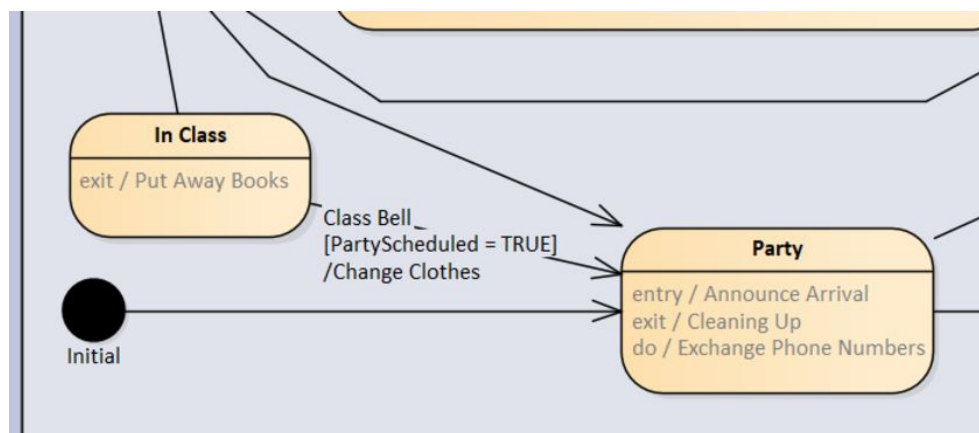 In Class
exit / Put Away Books
Class Bell
[PartyScheduled = TRUE]
/Change Clothes
Party
entry / Announce Arrival
exit / Cleaning Up
do / Exchange Phone Numbers
Initial